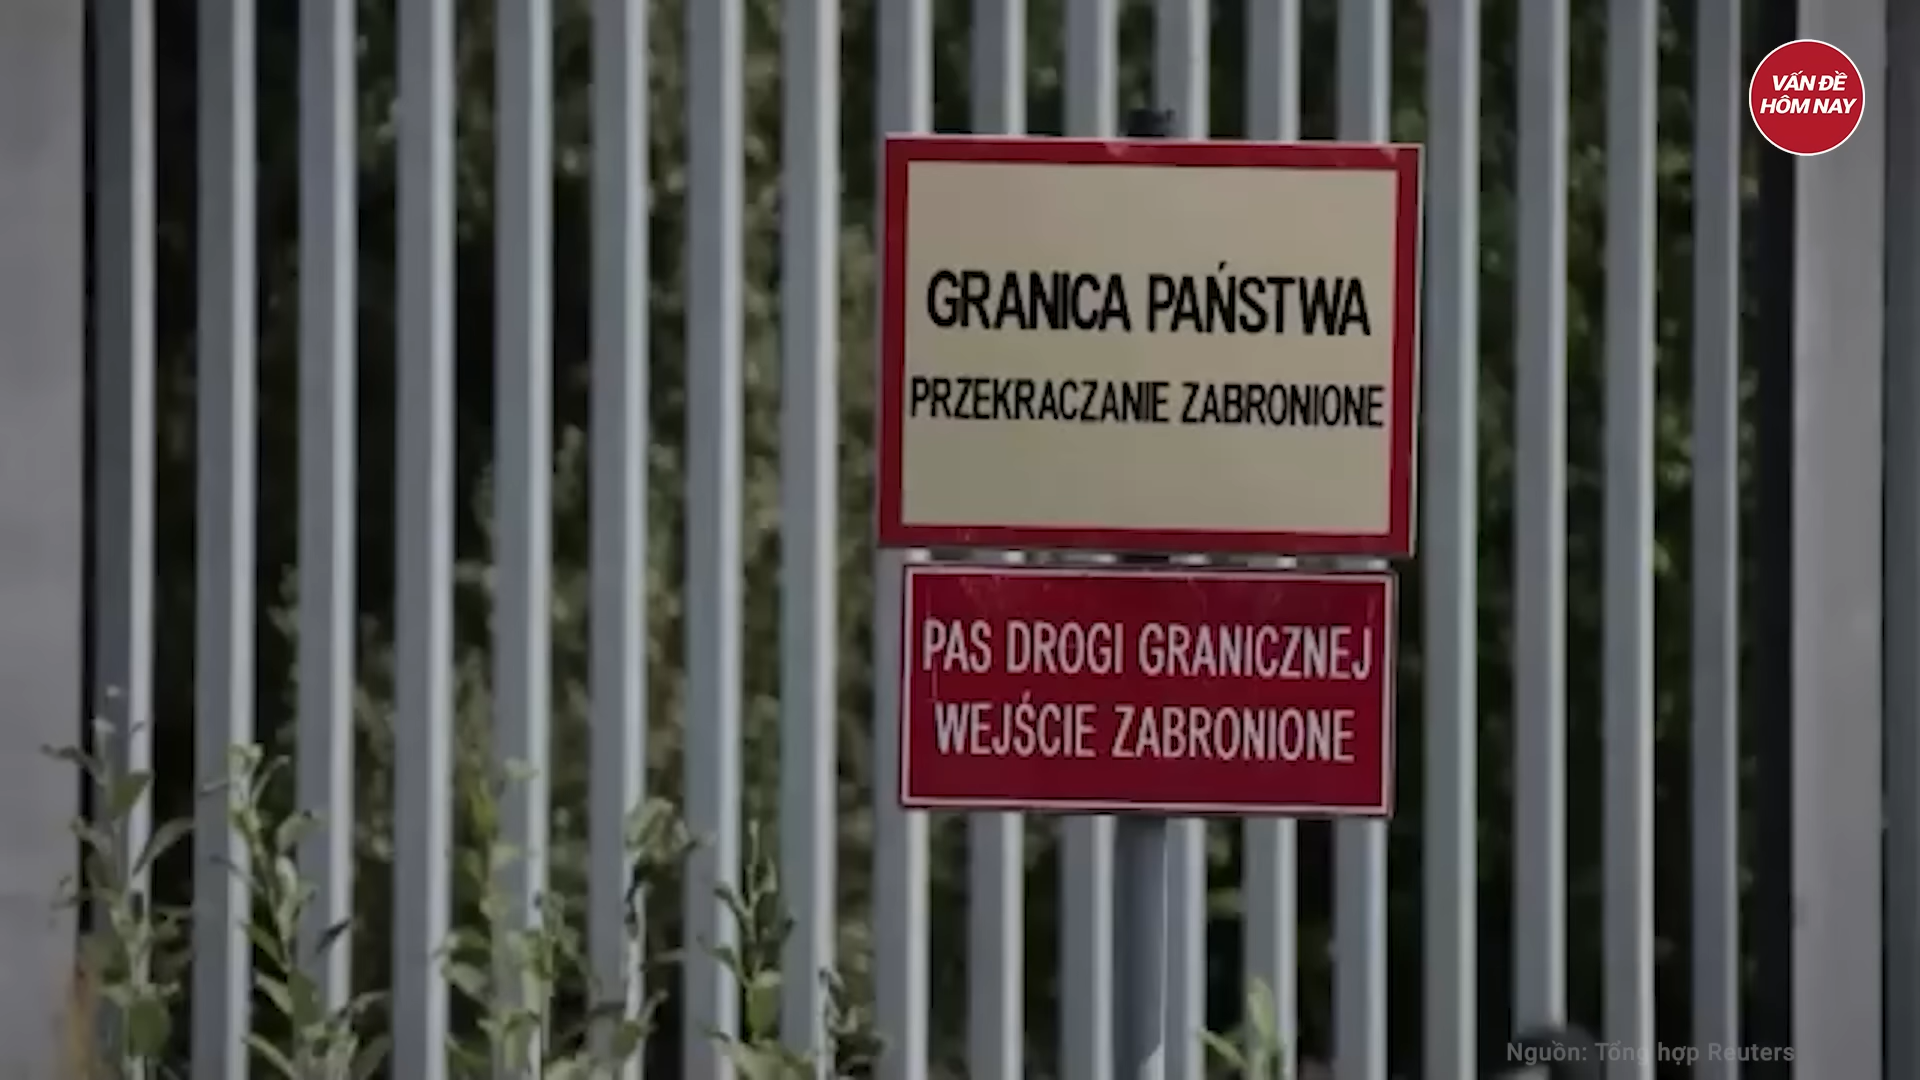 VẤN ĐỀ
HÔM NAY
GRANICA PAŃSTWA
PRZEKRACZANIE ZABRONIONE
PAS DROGI GRANICZNEJ
WEJŚCIE ZABRONIONE
Nguồn: Tổng hợp Reuters